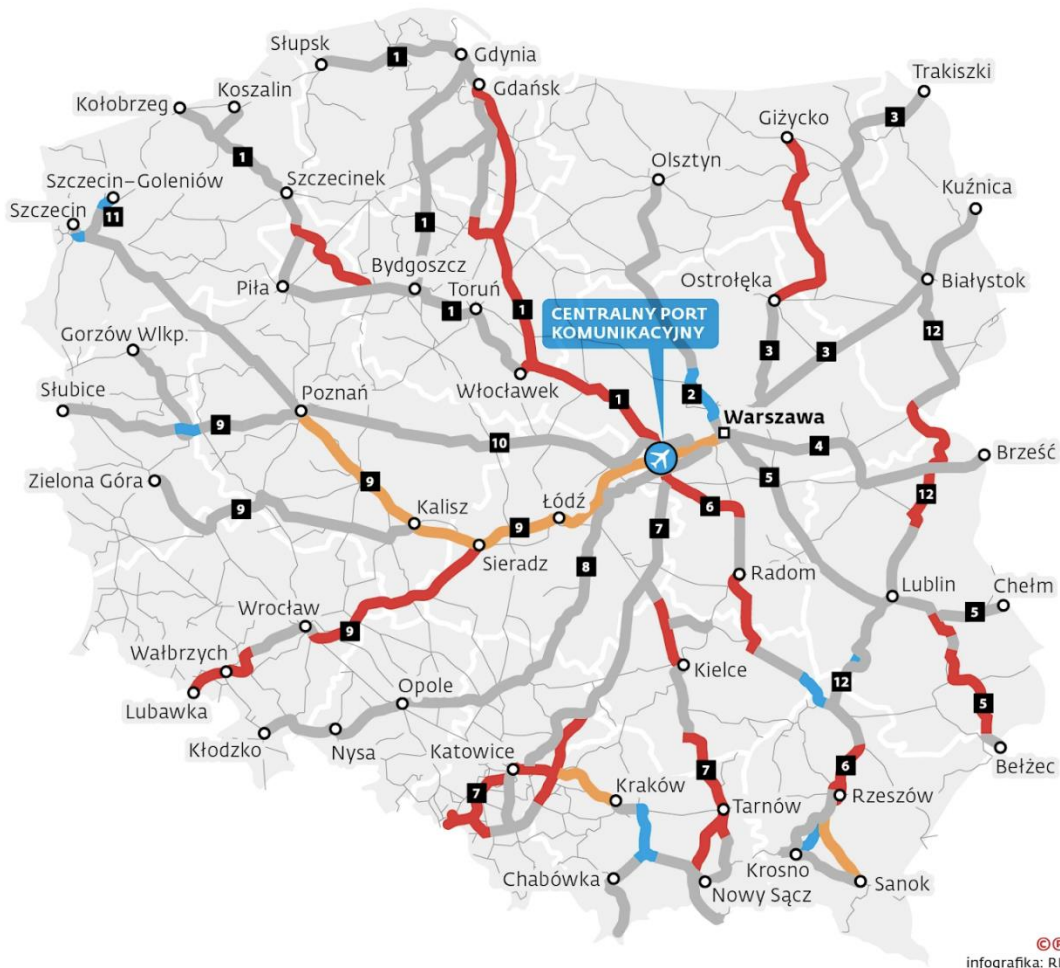 Słupsk
1
Gdynia
Gdańsk
Trakiszki
Kołobrzeg
Koszalin
3
Giżycko
1
Olsztyn
Szczecin–Goleniów
Szczecinek
Kuźnica
Szczecin
11
1
Bydgoszcz
Piła
Toruń
Ostrołęka
Białystok
1
1
CENTRALNY PORT
KOMUNIKACYJNY
12
Gorzów Wlkp.
3
3
Słubice
Poznań
Włocławek
1
2
Warszawa
9
10
4
Brześć
Zielona Góra
9
5
9
Kalisz
Łódź
9
6
12
Sieradz
7
8
Radom
Lublin
Chełm
Wrocław
9
5
Wałbrzych
Kielce
12
Lubawka
Opole
5
Kłodzko
Nysa
Katowice
Bełżec
7
Kraków
7
6
Rzeszów
Tarnów
Chabówka
Krosno
Nowy Sącz
Sanok